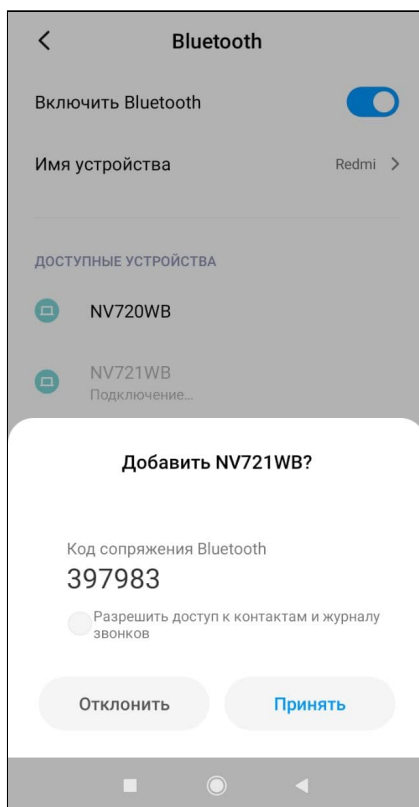 Bluetooth
Включить Bluetooth
Имя устройства Redmi
ДОСТУПНЫЕ УСТРОЙСТВА
NV720WB
NV721WB
Подключение...
Добавить NV721WB?
Код сопряжения Bluetooth
397983
Разрешить доступ к контактам и журналу
звонков
Отклонить Принять